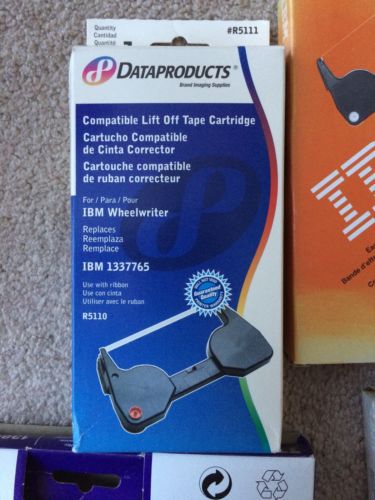 Quantity
Cantidad
Quantité
#R5111
DATAPRODUCTS®
Brand Imaging Supplies
Compatible Lift Off Tape Cartridge
Cartucho Compatible
de Cinta Corrector
Cartouche compatible
de ruban correcteur
For / Para / Pour
IBM Wheelwriter
Replaces
Reemplaza
Remplace
IBM 1337765
Use with ribbon
Use con cinta
Utiliser avec le ruban
R5110
Guaranteed
Quality
IBM